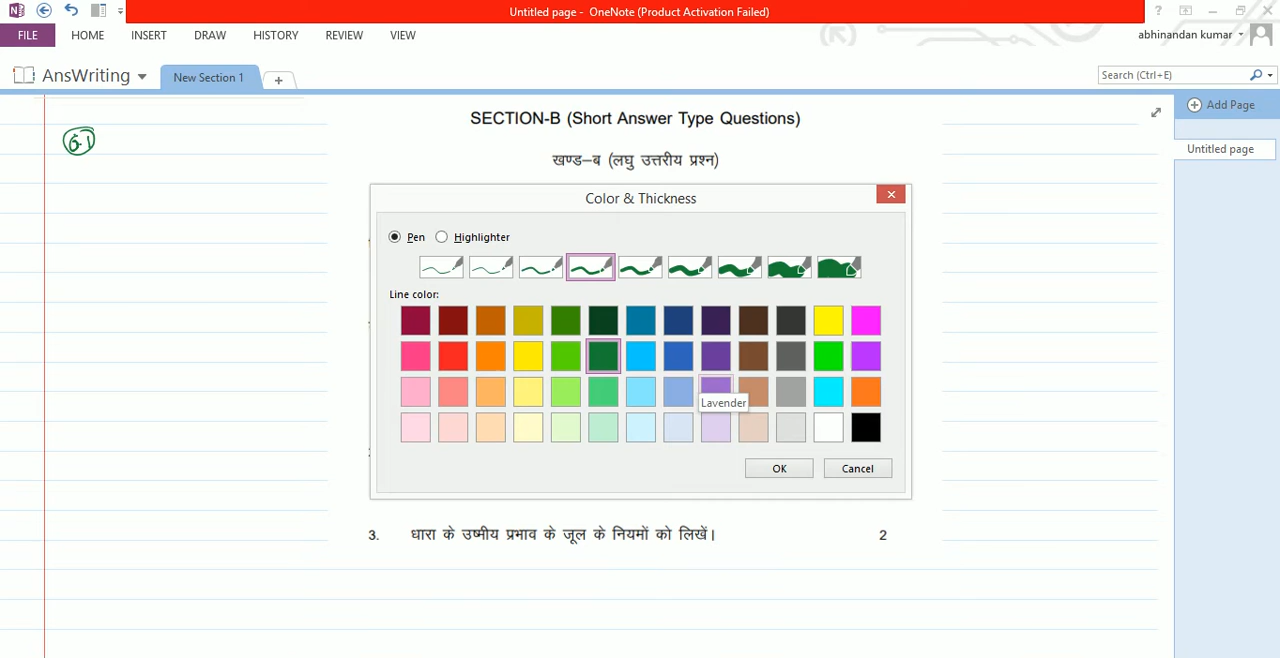 Untitled page - OneNote (Product Activation Failed)
?
FILE HOME INSERT DRAW HISTORY REVIEW VIEW
abhinandan kumar
AnsWriting
New Section 1
+
Search (Ctrl+E)
Add Page
Untitled page
SECTION-B (Short Answer Type Questions)
खण्ड–ब (लघु उत्तरीय प्रश्न)
Color & Thickness
Pen Highlighter
Line color:
Lavender
OK Cancel
3. धारा के उष्मीय प्रभाव के जूल के नियमों को लिखें। 2